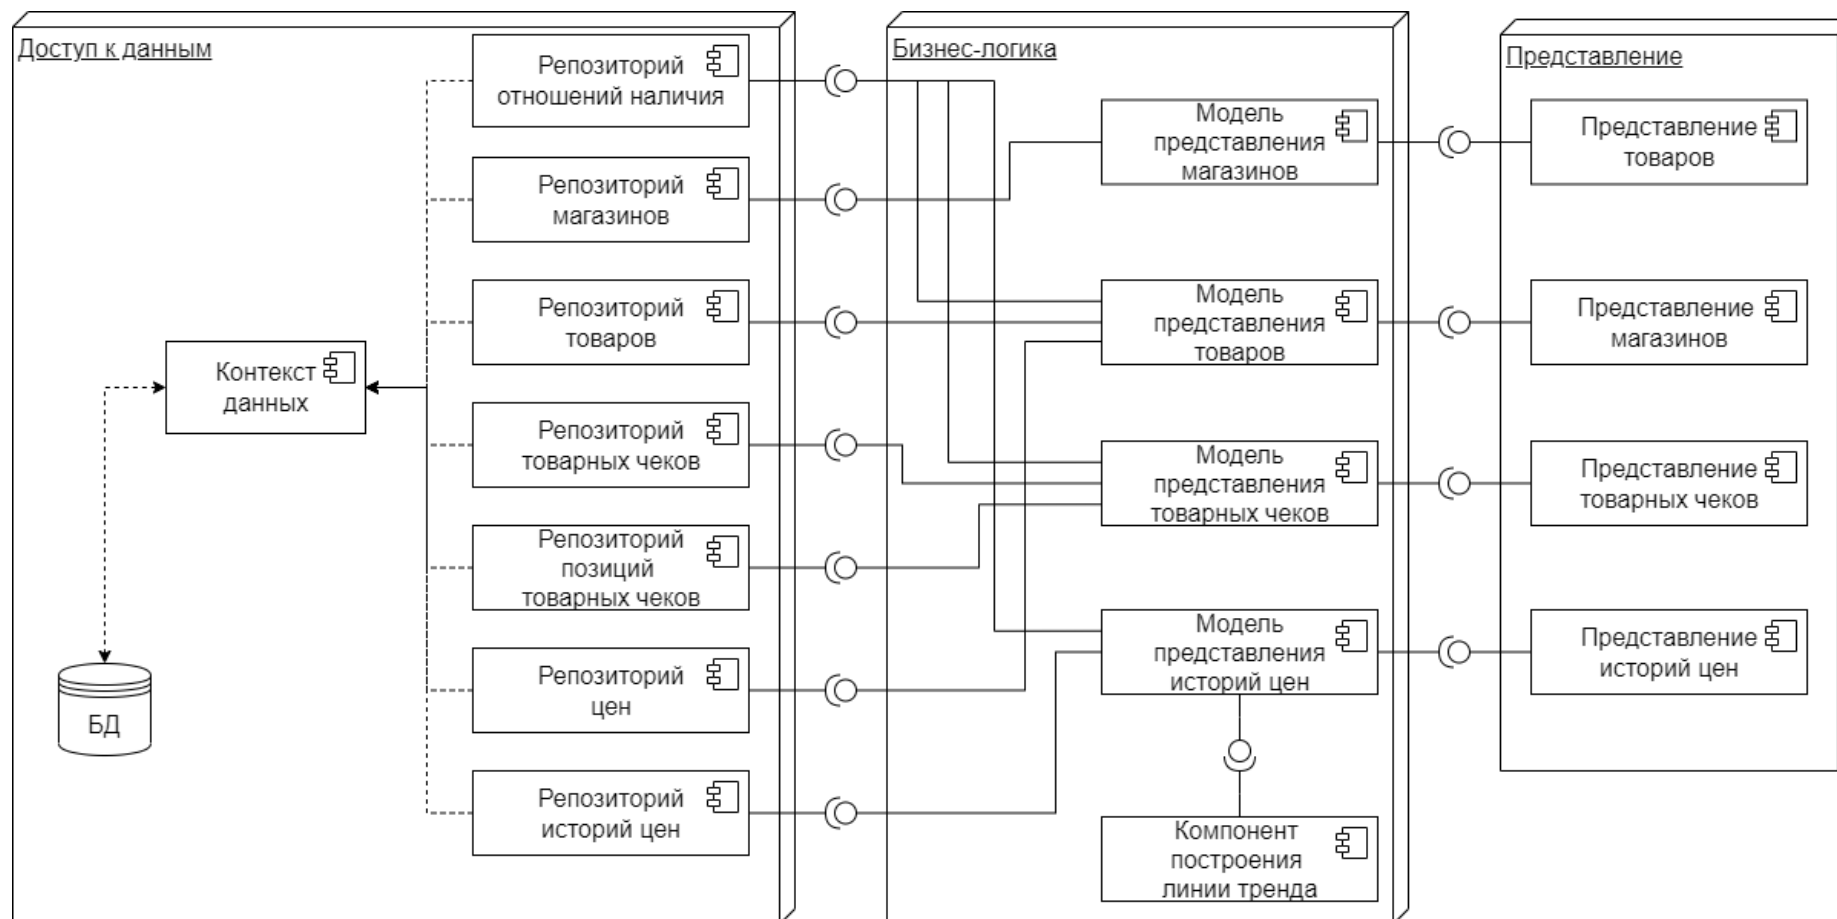 Доступ к данным
Репозиторий
отношений наличия
Репозиторий
магазинов
Репозиторий
товаров
Контекст
данных
Репозиторий
товарных чеков
Репозиторий
позиций
товарных чеков
Репозиторий
цен
БД
Репозиторий
историй цен
Бизнес-логика
Модель
представления
магазинов
Модель
представления
товаров
Модель
представления
товарных чеков
Модель
представления
историй цен
Компонент
построения
линии тренда
Представление
Представление
товаров
Представление
магазинов
Представление
товарных чеков
Представление
историй цен